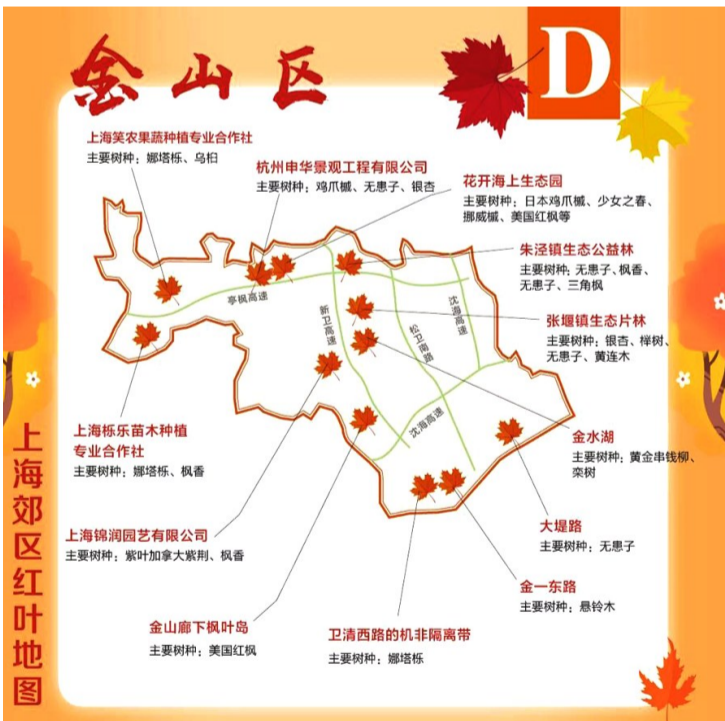 金山区
D
上海笑农果蔬种植专业合作社
主要树种：娜塔栎、乌桕
杭州申华景观工程有限公司
主要树种：鸡爪槭、无患子、银杏
花开海上生态园
主要树种：日本鸡爪槭、少女之春、
挪威槭、美国红枫等
朱泾镇生态公益林
主要树种：无患子、枫香、
无患子、三角枫
张堰镇生态片林
主要树种：银杏、榉树、
无患子、黄连木
金水湖
主要树种：黄金串钱柳、
栾树
大堤路
主要树种：无患子
金一东路
主要树种：悬铃木
卫清西路的机非隔离带
主要树种：娜塔栎
金山廊下枫叶岛
主要树种：美国红枫
上海锦润园艺有限公司
主要树种：紫叶加拿大紫荆、枫香
上海栎乐苗木种植
专业合作社
主要树种：娜塔栎、枫香
亭枫高速
新卫高速
松卫南路
沈海高速
沈海高速
上海郊区红叶地图